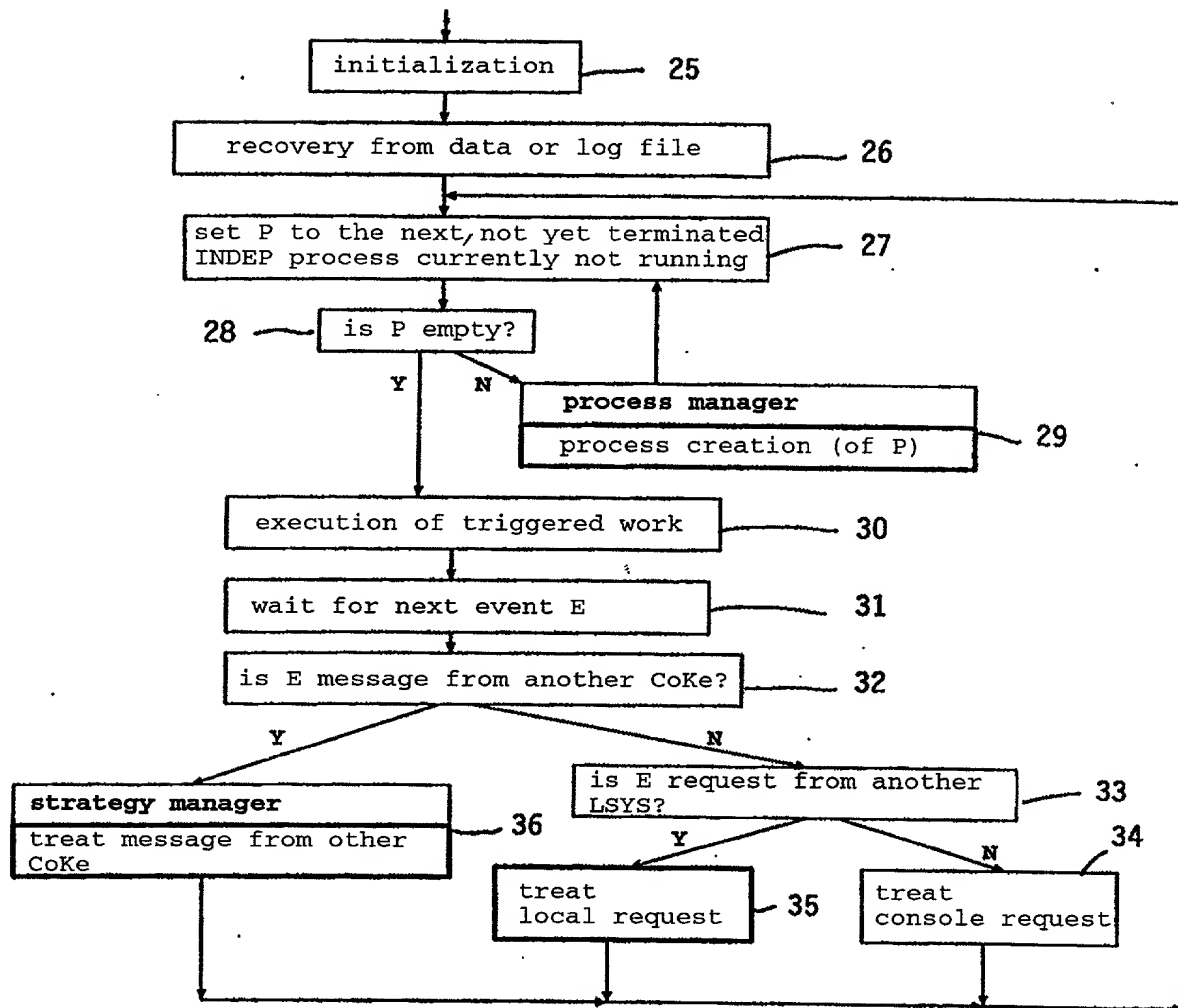 initialization
25
recovery from data or log file
26
set P to the next, not yet terminated
INDEP process currently not running
27
28
is P empty?
Y
N
process manager
process creation (of P)
29
execution of triggered work
30
wait for next event E
31
is E message from another CoKe?
32
Y
N
is E request from another
LSYS?
33
strategy manager
treat message from other
CoKe
36
Y
N
34
treat
local request
35
treat
console request